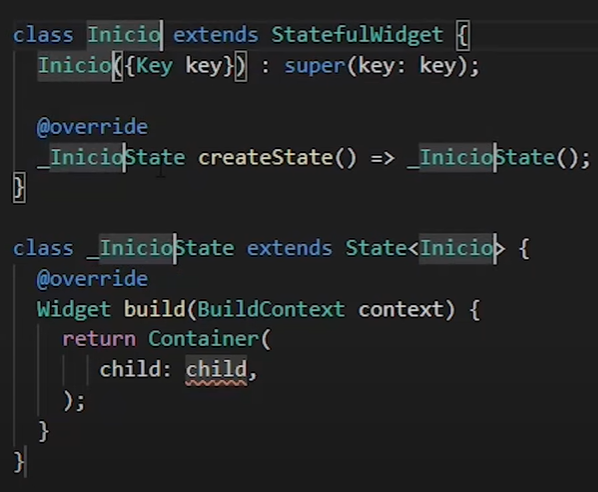 class Inicio extends StatefulWidget {
  Inicio({Key key}) : super(key: key);
  @override
  _InicioState createState() => _InicioState();
}
class _InicioState extends State<Inicio> {
  @override
  Widget build(BuildContext context) {
    return Container(
      child: child,
    );
  }
}